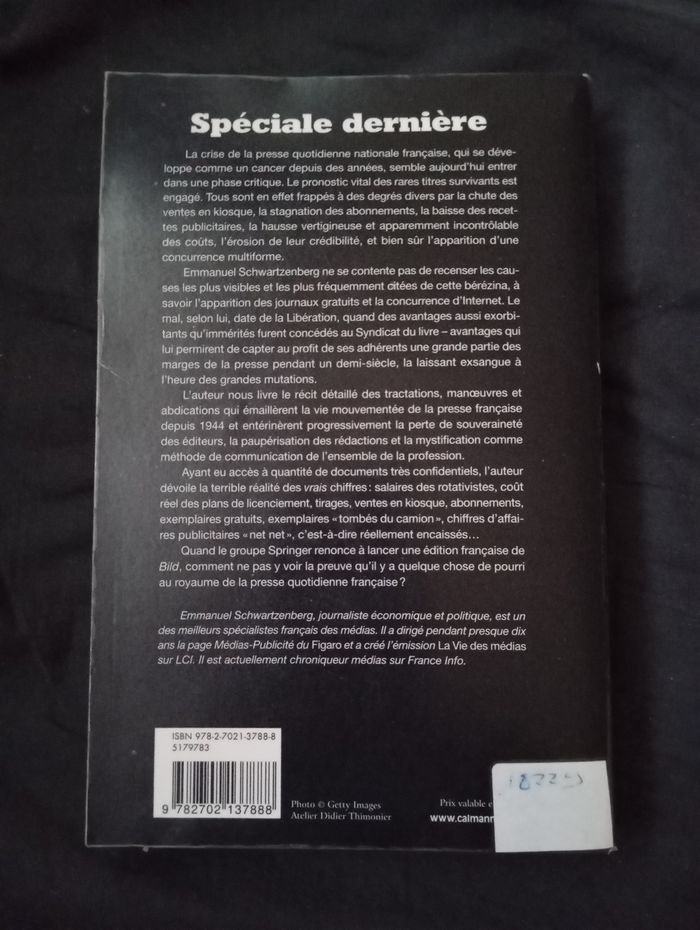 Spéciale dernière
La crise de la presse quotidienne nationale française, qui se déve-
loppe comme un cancer depuis des années, semble aujourd'hui entrer
dans une phase critique. Le pronostic vital des rares titres survivants est
engagé. Tous sont en effet frappés à des degrés divers par la chute des
ventes en kiosque, la stagnation des abonnements, la baisse des recet-
tes publicitaires, la hausse vertigineuse et apparemment incontrôlable
des coûts, l'érosion de leur crédibilité, et bien sûr l'apparition d'une
concurrence multiforme.
Emmanuel Schwartzenberg ne se contente pas de recenser les cau-
ses les plus visibles et les plus fréquemment citées de cette bérézina, à
savoir l'apparition des journaux gratuits et la concurrence d'Internet. Le
mal, selon lui, date de la Libération, quand des avantages aussi exorbi-
tants qu'immérités furent concédés au Syndicat du livre – avantages qui
lui permirent de capter au profit de ses adhérents une grande partie des
marges de la presse pendant un demi-siècle, la laissant exsangue à
l'heure des grandes mutations.
L'auteur nous livre le récit détaillé des tractations, manœuvres et
abdications qui émaillèrent la vie mouvementée de la presse française
depuis 1944 et entérinèrent progressivement la perte de souveraineté
des éditeurs, la paupérisation des rédactions et la mystification comme
méthode de communication de l'ensemble de la profession.
Ayant eu accès à quantité de documents très confidentiels, l'auteur
dévoile la terrible réalité des vrais chiffres : salaires des rotativistes, coût
réel des plans de licenciement, tirages, ventes en kiosque, abonnements,
exemplaires gratuits, exemplaires « tombés du camion », chiffres d'affai-
res publicitaires « net net », c'est-à-dire réellement encaissés…
Quand le groupe Springer renonce à lancer une édition française de
Bild, comment ne pas y voir la preuve qu'il y a quelque chose de pourri
au royaume de la presse quotidienne française ?
Emmanuel Schwartzenberg, journaliste économique et politique, est un
des meilleurs spécialistes français des médias. Il a dirigé pendant presque dix
ans la page Médias-Publicité du Figaro et a créé l'émission La Vie des médias
sur LCI. Il est actuellement chroniqueur médias sur France Info.
ISBN 978-2-7021-3788-8
5179783
9 782702 137888
Photo © Getty Images
Atelier Didier Thimonier
Prix valable e
www.calmann